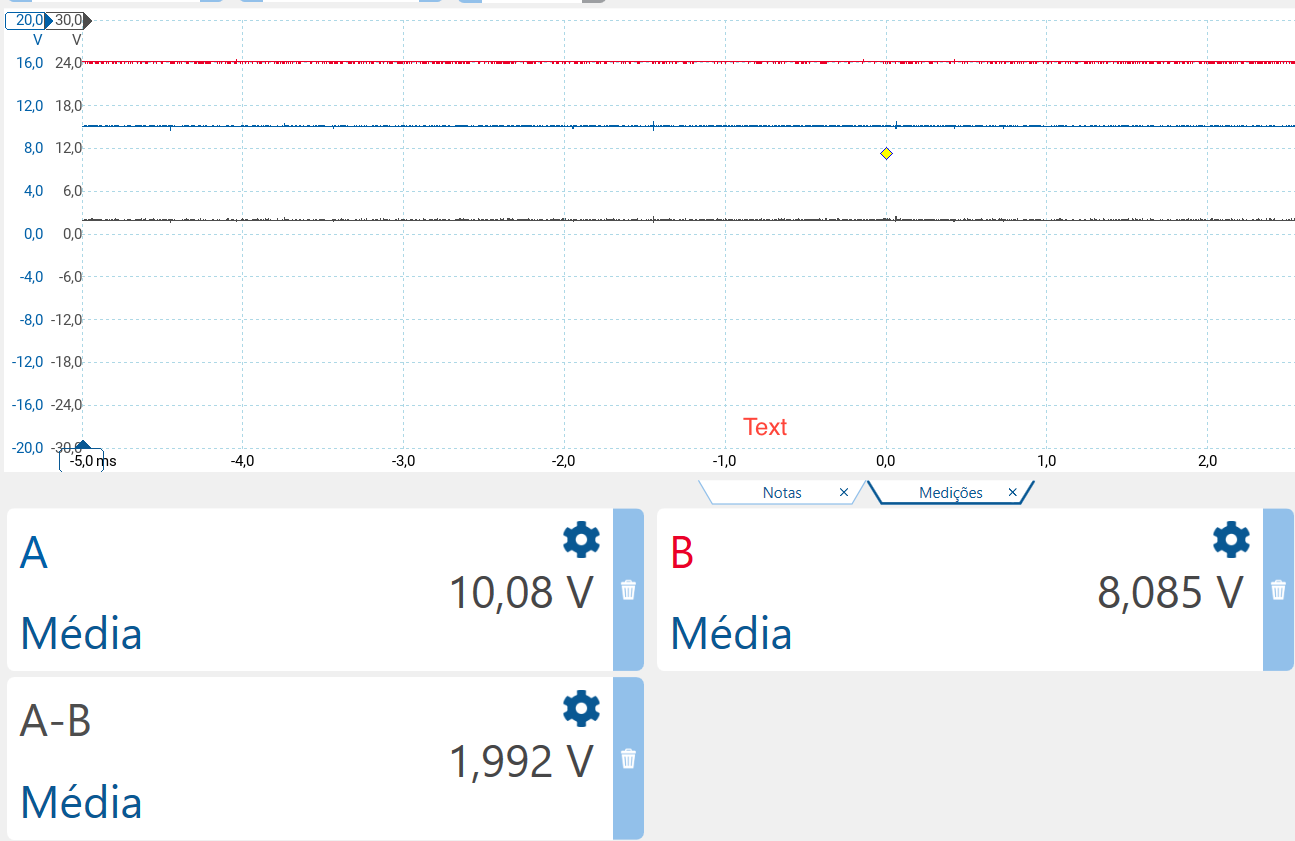 20,0 30,0
V V
16,0 24,0
12,0 18,0
8,0 12,0
4,0 6,0
0,0 0,0
-4,0 -6,0
-8,0 -12,0
-12,0 -18,0
-16,0 -24,0
Text
-20,0 -30,0
-5,0 ms -4,0 -3,0 -2,0 -1,0 0,0 1,0 2,0
Notas × Medições ×
A
10,08 V
Média
B
8,085 V
Média
A-B
1,992 V
Média